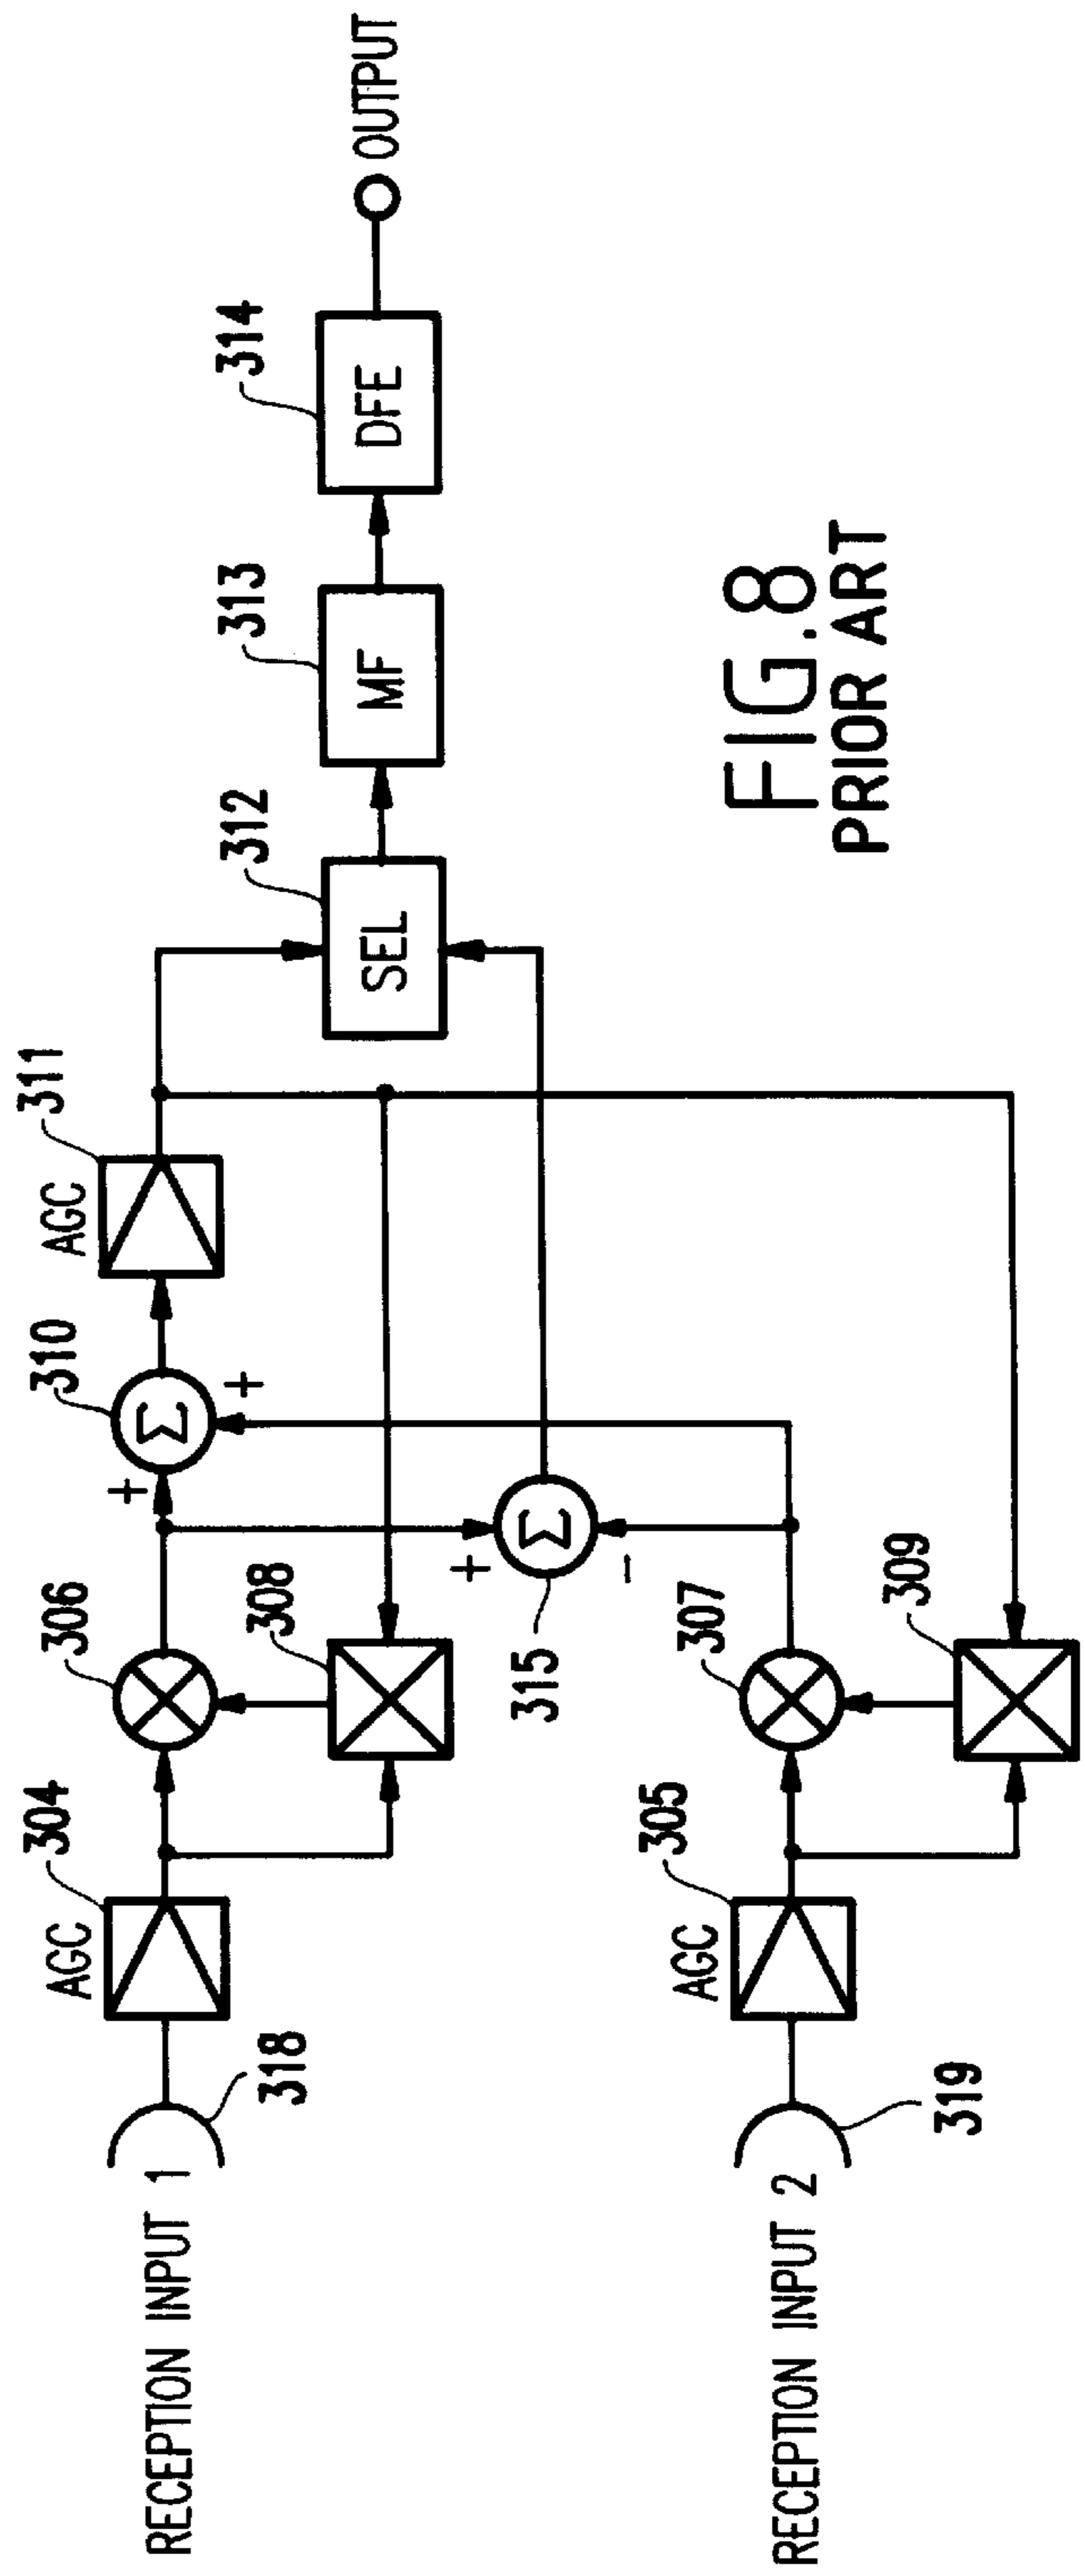 RECEPTION INPUT 1
318
AGC
304
306
308
+
310
+
AGC
311
312
SEL
313
MF
314
DFE
OUTPUT
+
Σ
Σ
-
315
RECEPTION INPUT 2
319
AGC
305
307
309
FIG.8
PRIOR ART